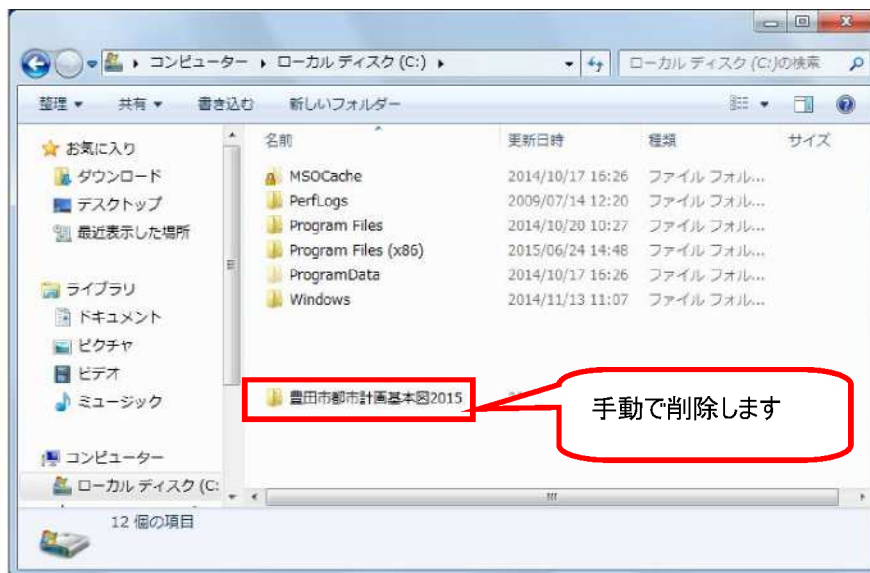 コンピューター ▸ ローカル ディスク (C:) ▸
ローカル ディスク (C:)の検索
整理 ▼ 共有 ▼ 書き込む 新しいフォルダー
名前 更新日時 種類 サイズ
お気に入り
ダウンロード
デスクトップ
最近表示した場所
ライブラリ
ドキュメント
ピクチャ
ビデオ
ミュージック
コンピューター
ローカル ディスク (C:
MSOCache 2014/10/17 16:26 ファイル フォル...
PerfLogs 2009/07/14 12:20 ファイル フォル...
Program Files 2014/10/20 10:27 ファイル フォル...
Program Files (x86) 2015/06/24 14:48 ファイル フォル...
ProgramData 2014/10/17 16:26 ファイル フォル...
Windows 2014/11/13 11:07 ファイル フォル...
豊田市都市計画基本図2015
手動で削除します
12 個の項目